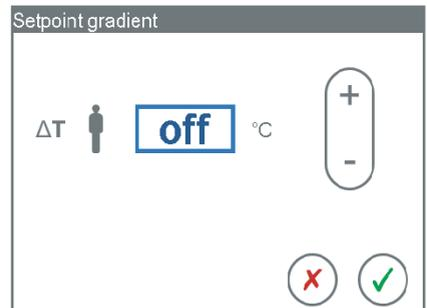 Setpoint gradient
ΔT off °C
+
-